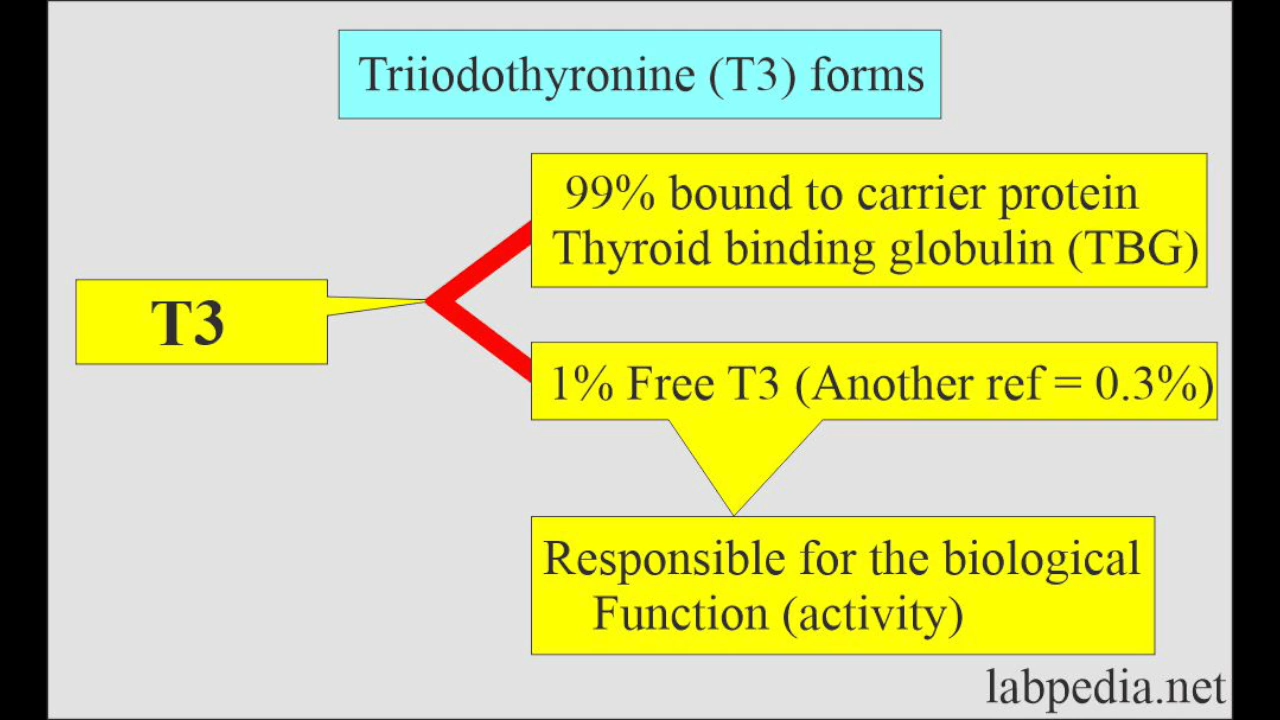 Triiodothyronine (T3) forms
99% bound to carrier protein
Thyroid binding globulin (TBG)
T3
1% Free T3 (Another ref = 0.3%)
Responsible for the biological
Function (activity)
labpedia.net